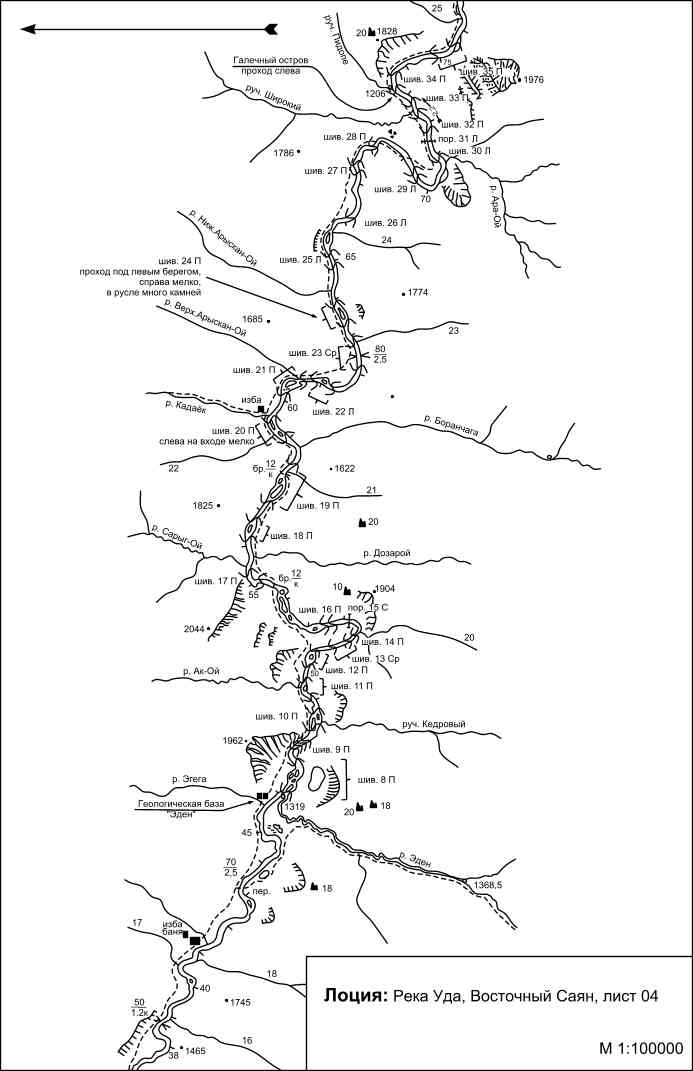 25
руч. Пидопе
20
1828
75
шив. 35 П
1976
Галечный остров
проход слева
шив. 34 П
1206
шив. 33 П
руч. Широкий
шив. 32 П
шив. 28 П
пор. 31 Л
1786
шив. 30 Л
шив. 27 П
шив. 29 Л
70
р. Ара-Ой
р. Ниж.Арыскан-Ой
шив. 26 Л
24
шив. 25 Л
65
шив. 24 П
проход под левым берегом,
справа мелко,
в русле много камней
1774
р. Верх.Арыскан-Ой
1685
23
шив. 23 Ср
80
2,5
шив. 21 П
изба
60
р. Кадаёк
шив. 22 Л
р. Боранчага
шив. 20 П
слева на входе мелко
22
бр. 12
к
1622
21
1825
шив. 19 П
20
р. Сарыг-Ой
шив. 18 П
р. Дозарой
шив. 17 П
бр. 12
к
55
10
1904
шив. 16 П
пор. 15 С
2044
20
шив. 14 П
шив. 13 Ср
шив. 12 П
50
р. Ак-Ой
шив. 11 П
шив. 10 П
руч. Кедровый
1962
шив. 9 П
р. Эгега
шив. 8 П
Геологическая база
"Эден"
1319
20
18
45
р. Эден
70
2,5
1368,5
пер.
18
17
изба
баня
18
40
50
1.2к
1745
16
38
1465
Лоция: Река Уда, Восточный Саян, лист 04
М 1:100000